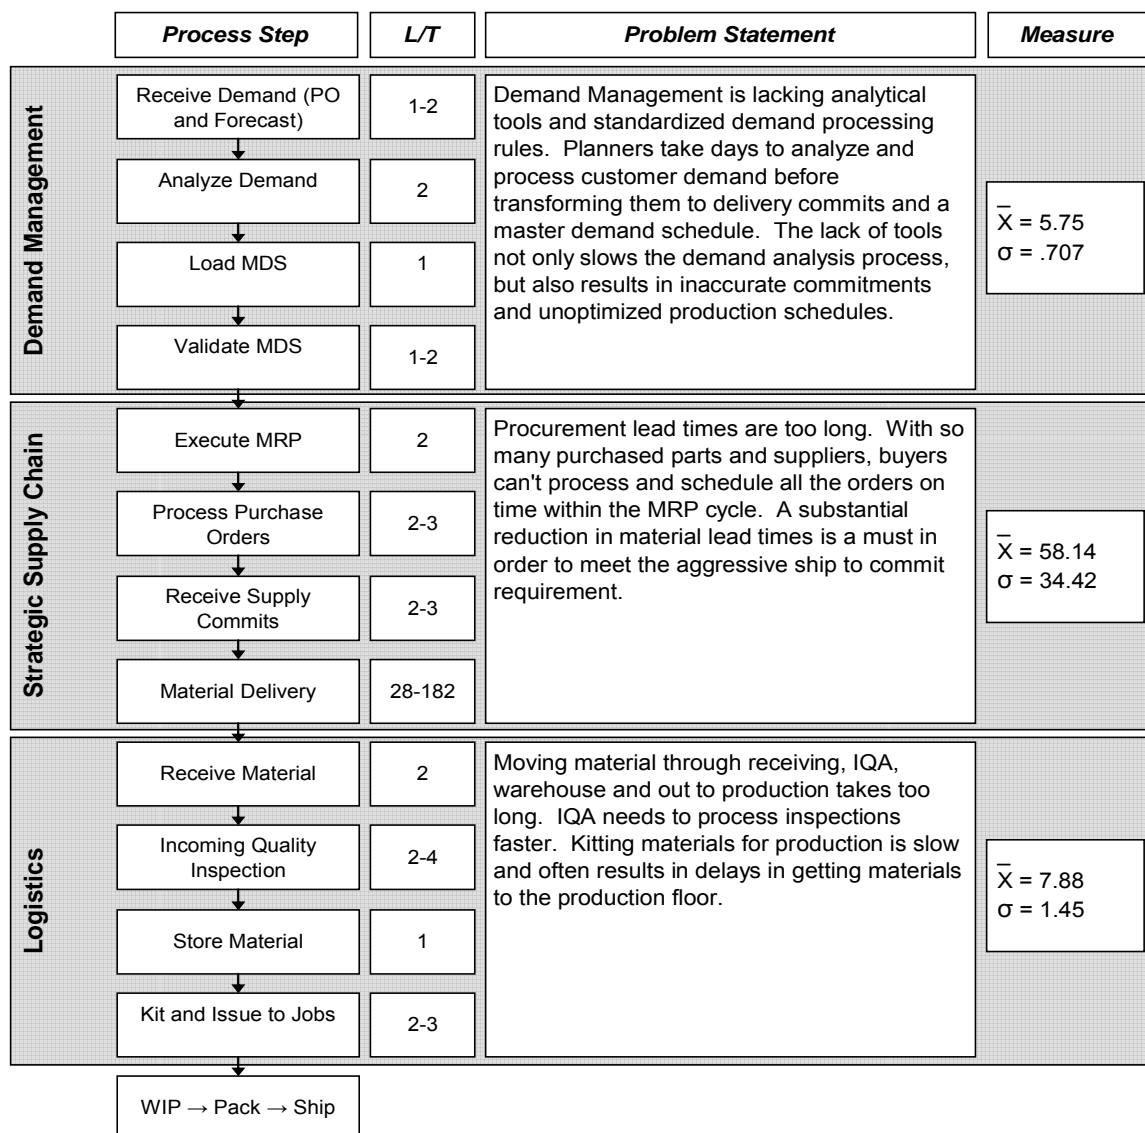 Process Step
L/T
Problem Statement
Measure
Demand Management
Receive Demand (PO
and Forecast)
1-2
Analyze Demand
2
Load MDS
1
Validate MDS
1-2
Demand Management is lacking analytical
tools and standardized demand processing
rules.  Planners take days to analyze and
process customer demand before
transforming them to delivery commits and a
master demand schedule.  The lack of tools
not only slows the demand analysis process,
but also results in inaccurate commitments
and unoptimized production schedules.
X̅ = 5.75
σ = .707
Strategic Supply Chain
Execute MRP
2
Process Purchase
Orders
2-3
Receive Supply
Commits
2-3
Material Delivery
28-182
Procurement lead times are too long.  With so
many purchased parts and suppliers, buyers
can't process and schedule all the orders on
time within the MRP cycle.  A substantial
reduction in material lead times is a must in
order to meet the aggressive ship to commit
requirement.
X̅ = 58.14
σ = 34.42
Logistics
Receive Material
2
Incoming Quality
Inspection
2-4
Store Material
1
Kit and Issue to Jobs
2-3
Moving material through receiving, IQA,
warehouse and out to production takes too
long.  IQA needs to process inspections
faster.  Kitting materials for production is slow
and often results in delays in getting materials
to the production floor.
X̅ = 7.88
σ = 1.45
WIP → Pack → Ship